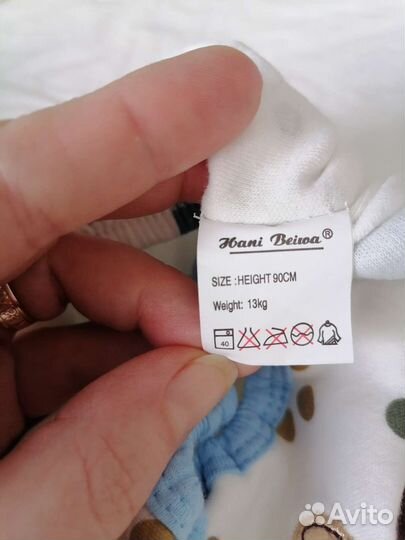 Hani Beiwa®
SIZE :HEIGHT 90CM
Weight: 13kg
40
Avito